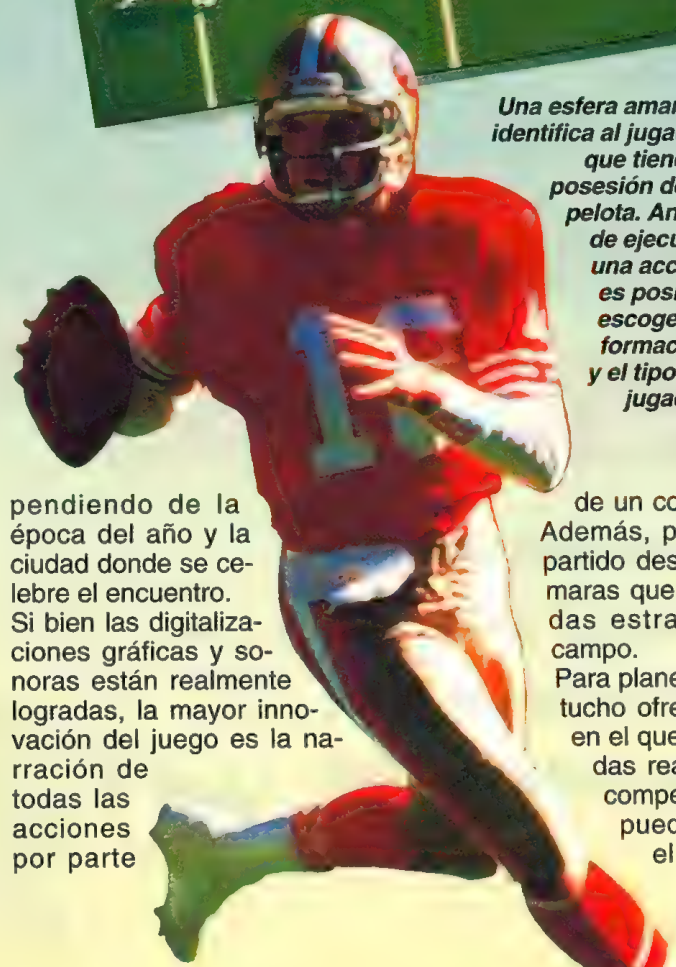 Una esfera amar
identifica al juga
que tien
posesión de
pelota. An
de ejecu
una acc
es posi
escoge
formac
y el tipo
juga
pendiendo de la
época del año y la
ciudad donde se ce-
lebre el encuentro.
Si bien las digitaliza-
ciones gráficas y so-
noras están realmente
logradas, la mayor inno-
vación del juego es la na-
rración de
todas las
acciones
por parte
de un co
Además, p
partido des
maras que
das estra
campo.
Para plane
tucho ofre
en el que
das rea
compe
pued
el